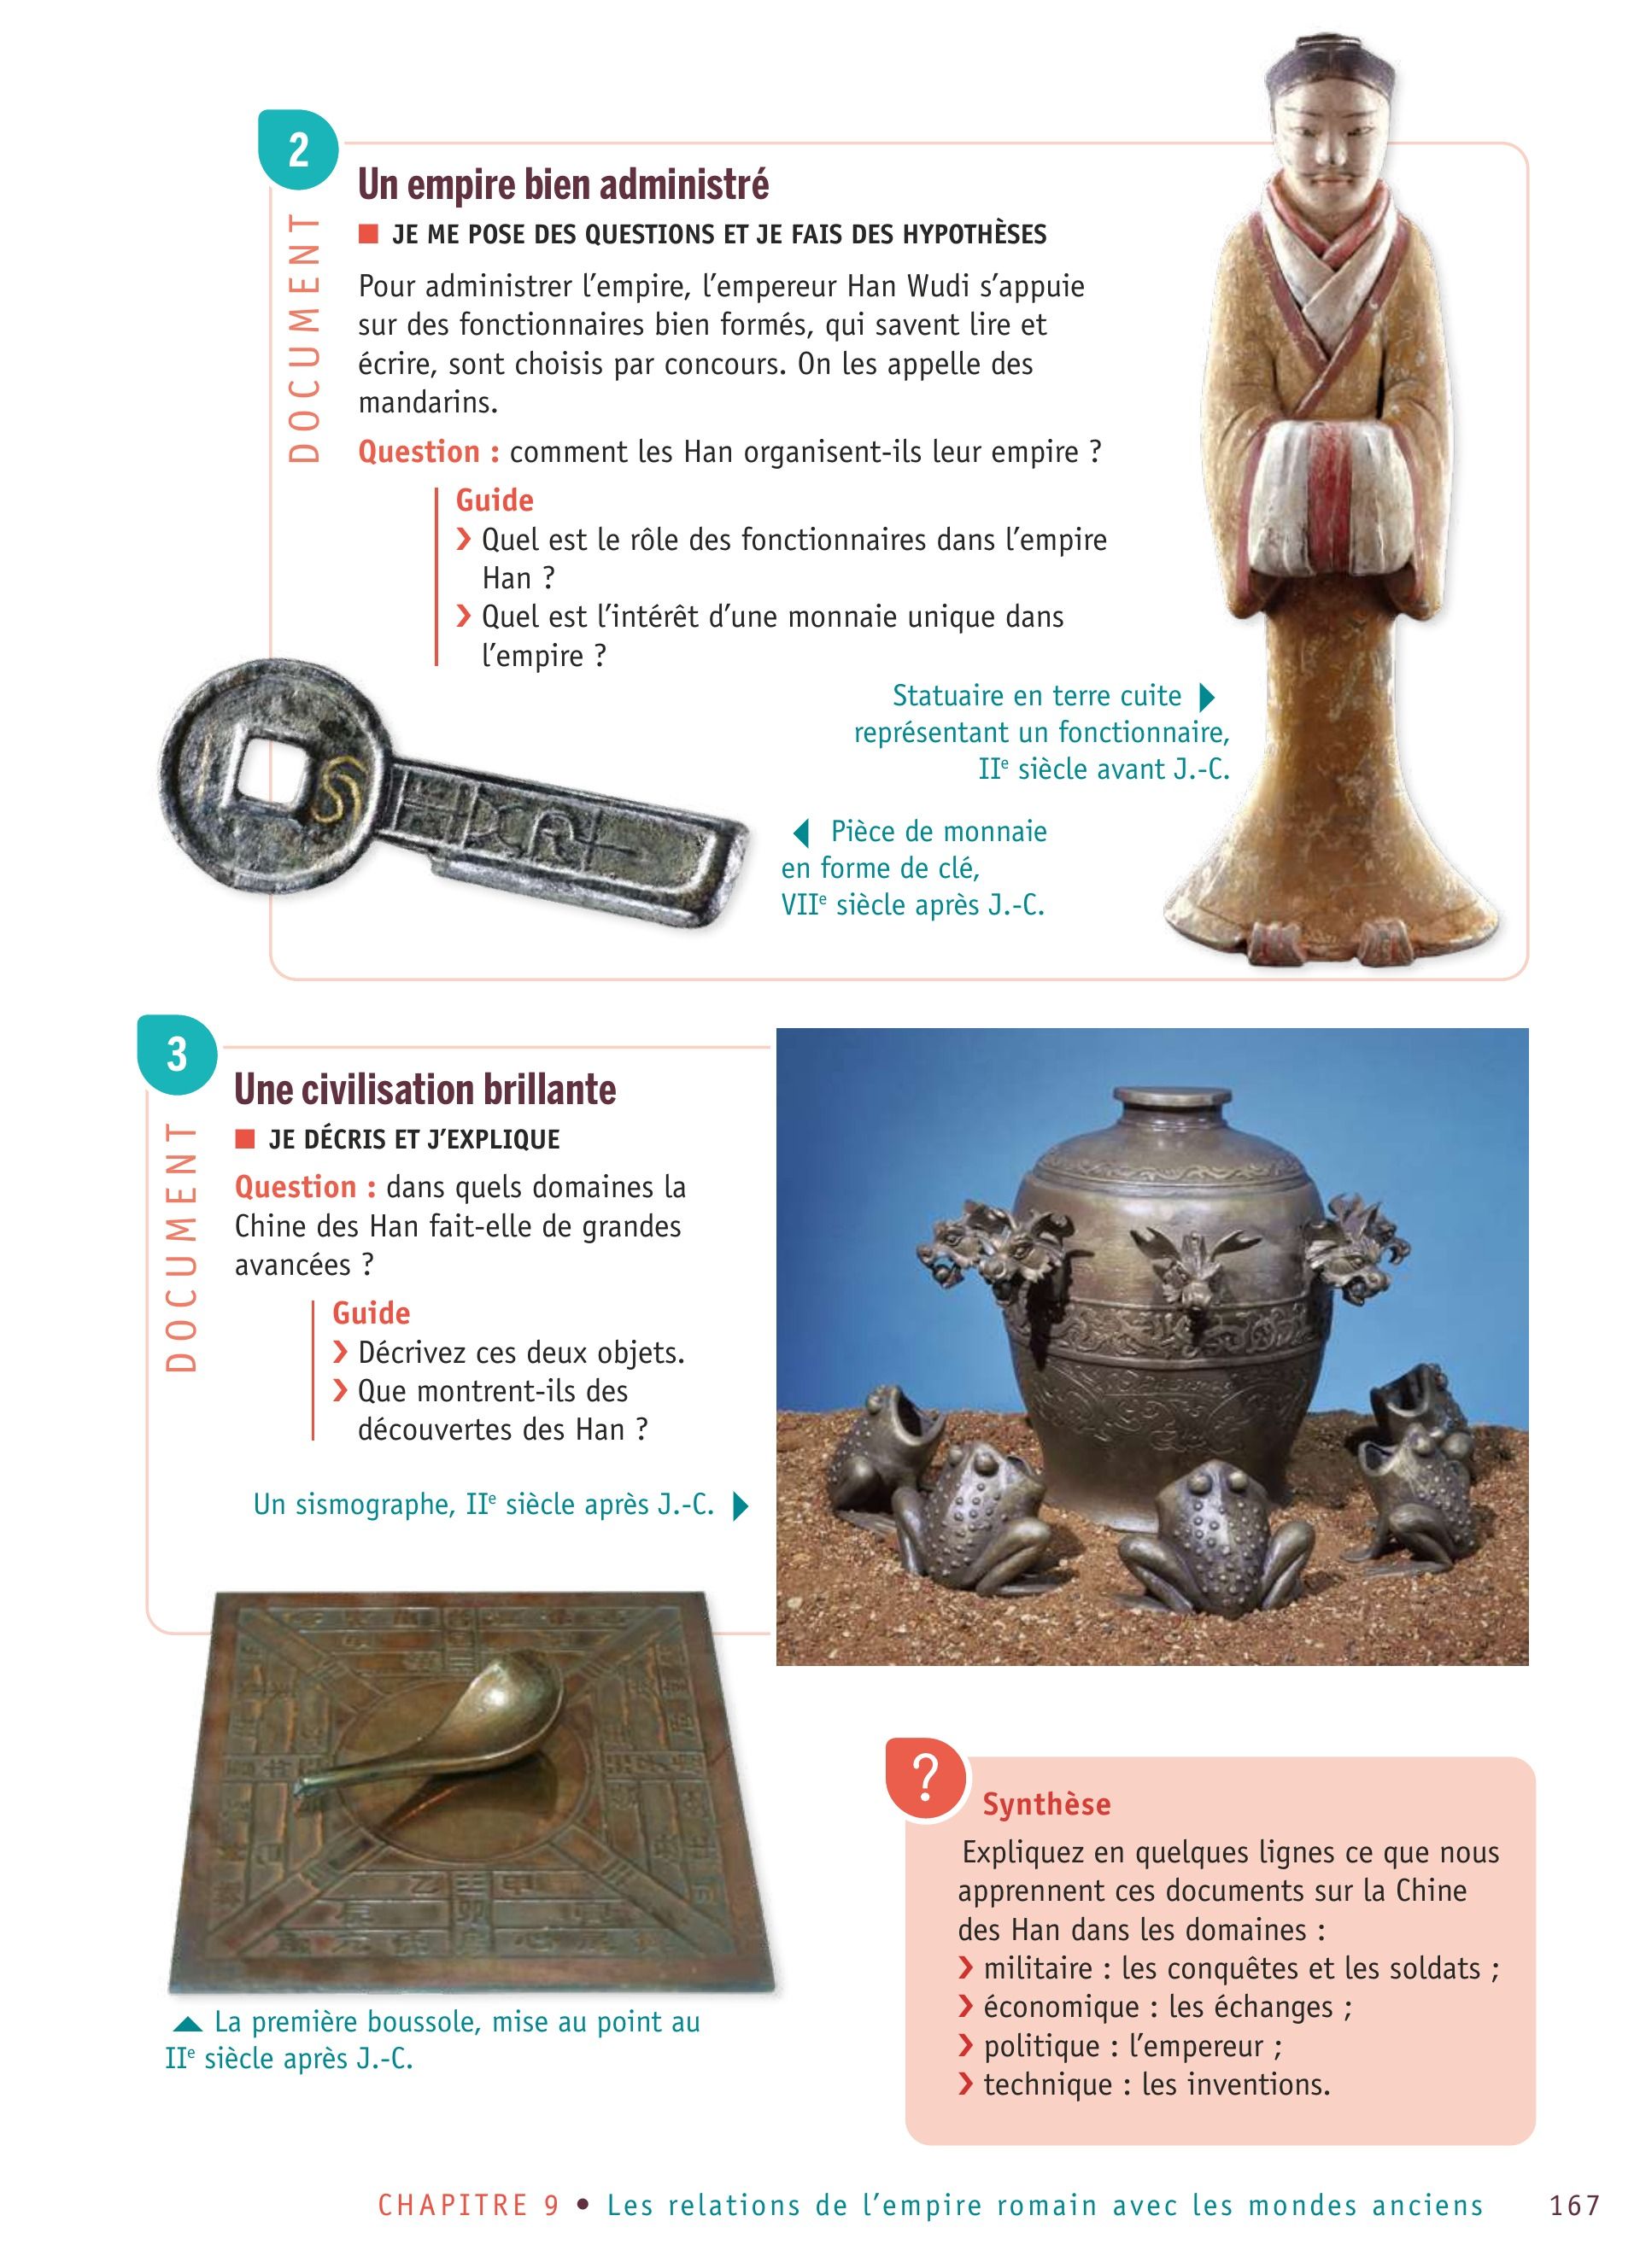 2
DOCUMENT
Un empire bien administré
JE ME POSE DES QUESTIONS ET JE FAIS DES HYPOTHÈSES
Pour administrer l’empire, l’empereur Han Wudi s’appuie
sur des fonctionnaires bien formés, qui savent lire et
écrire, sont choisis par concours. On les appelle des
mandarins.
Question : comment les Han organisent-ils leur empire ?
Guide
› Quel est le rôle des fonctionnaires dans l’empire
Han ?
› Quel est l’intérêt d’une monnaie unique dans
l’empire ?
Statuaire en terre cuite ▶
représentant un fonctionnaire,
IIe siècle avant J.-C.
◀ Pièce de monnaie
en forme de clé,
VIIe siècle après J.-C.
3
DOCUMENT
Une civilisation brillante
JE DÉCRIS ET J’EXPLIQUE
Question : dans quels domaines la
Chine des Han fait-elle de grandes
avancées ?
Guide
› Décrivez ces deux objets.
› Que montrent-ils des
découvertes des Han ?
Un sismographe, IIe siècle après J.-C. ▶
▲ La première boussole, mise au point au
IIe siècle après J.-C.
?
Synthèse
Expliquez en quelques lignes ce que nous
apprennent ces documents sur la Chine
des Han dans les domaines :
› militaire : les conquêtes et les soldats ;
› économique : les échanges ;
› politique : l’empereur ;
› technique : les inventions.
CHAPITRE 9 • Les relations de l’empire romain avec les mondes anciens 167